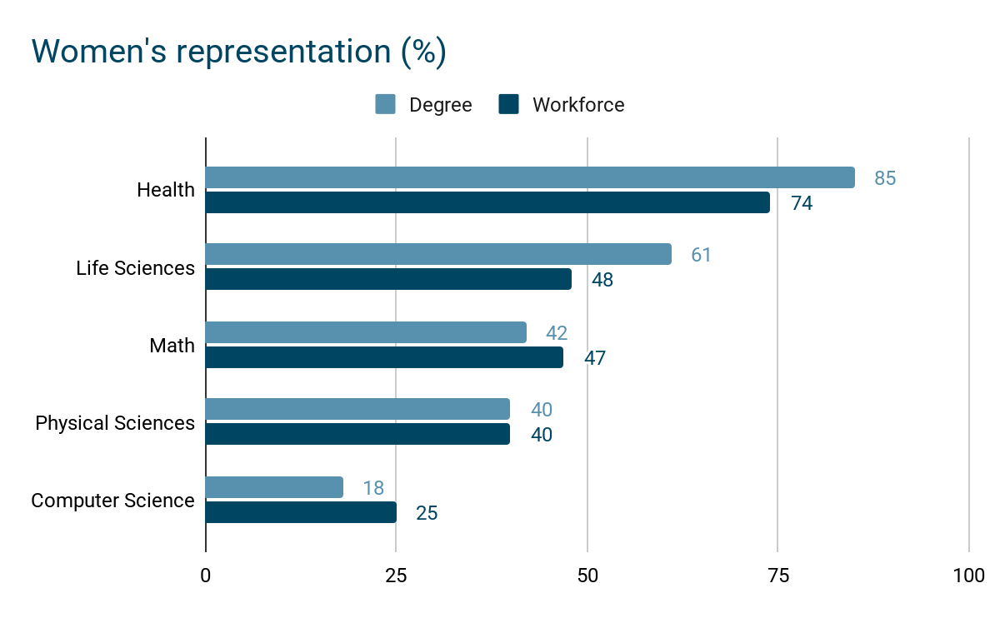 Women's representation (%)
Degree Workforce
Health 85
74
Life Sciences 61
48
Math 42
47
Physical Sciences 40
40
Computer Science 18
25
0 25 50 75 100